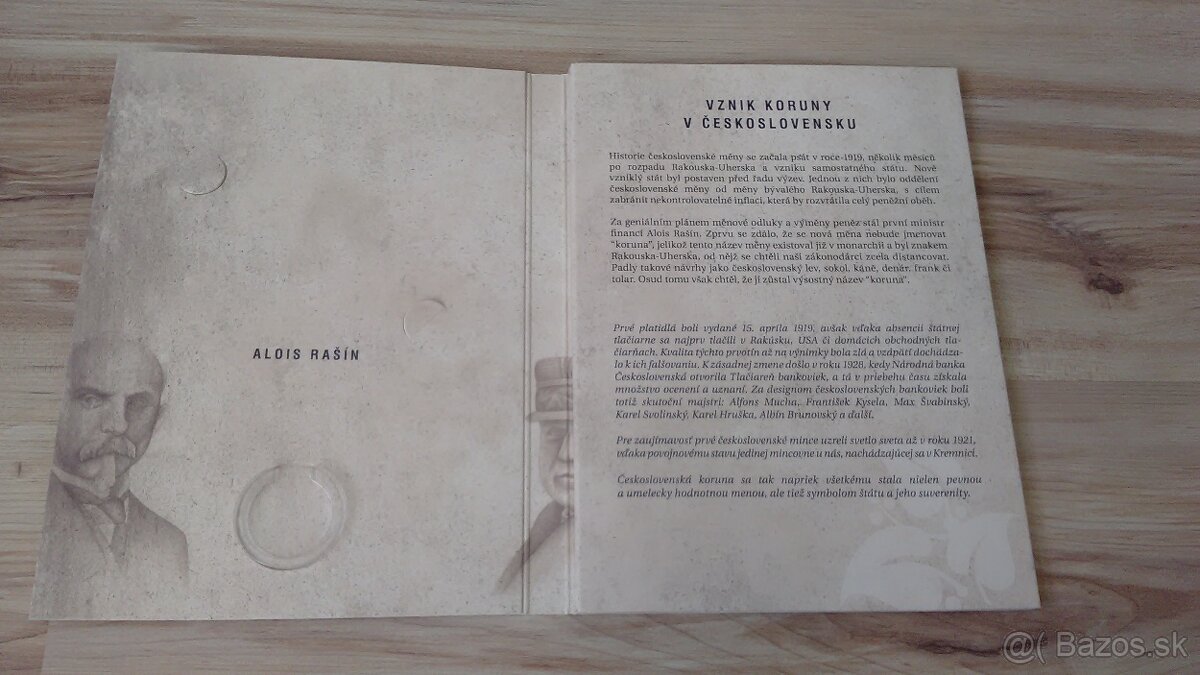 ALOIS RAŠÍN
VZNIK KORUNY
V ČESKOSLOVENSKU
Historie československé měny se začala psát v roce 1919, několik měsíců
po rozpadu Rakouska-Uherska a vzniku samostatného státu. Nově
vzniklý stát byl postaven před řadu výzev. Jednou z nich bylo oddělení
československé měny od měny bývalého Rakouska-Uherska, s cílem
zabránit nekontrolovatelné inflaci, která by rozvrátila celý peněžní oběh.
Za geniálním plánem měnové odluky a výměny peněz stál první ministr
financí Alois Rašín. Zprvu se zdálo, že se nová měna nebude jmenovat
"koruna", jelikož tento název měny existoval již v monarchii a byl znakem
Rakouska-Uherska, od nějž se chtěli naši zákonodárci zcela distancovat.
Padly takové návrhy jako československý lev, sokol, káně, denár, frank či
tolar. Osud tomu však chtěl, že jí zůstal výsostný název "koruna".
Prvé platidlá boli vydané 15. apríla 1919, avšak vďaka absencii štátnej
tlačiarne sa najprv tlačili v Rakúsku, USA či domácich obchodných tla-
čiarňach. Kvalita týchto prvotín až na výnimky bola zlá a vzápätí dochádza-
lo k ich falšovaniu. K zásadnej zmene došlo v roku 1928, kedy Národná banka
Československá otvorila Tlačiareň bankoviek, a tá v priebehu času získala
množstvo ocenení a uznaní. Za designom československých bankoviek boli
totiž skutoční majstri: Alfons Mucha, František Kysela, Max Švabinský,
Karel Svolinský, Karel Hruška, Albín Brunovský a ďalší.
Pre zaujímavosť prvé československé mince uzreli svetlo sveta až v roku 1921,
vďaka povojnovému stavu jedinej mincovne u nás, nachádzajúcej sa v Kremnici.
Československá koruna sa tak napriek všetkému stala nielen pevnou
a umelecky hodnotnou menou, ale tiež symbolom štátu a jeho suverenity.
@( Bazos.sk